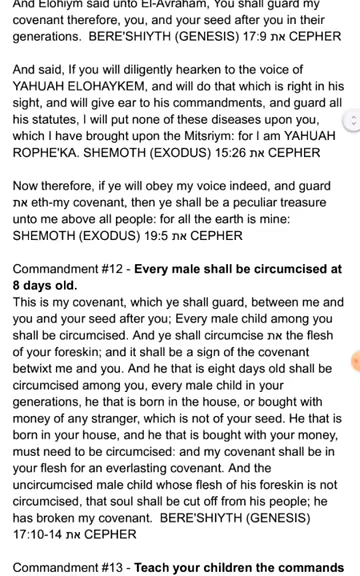 And Elohiym said unto El-Avraham, You shall guard my
covenant therefore, you, and your seed after you in their
generations.  BERE'SHIYTH (GENESIS) 17:9 את CEPHER
And said, If you will diligently hearken to the voice of
YAHUAH ELOHAYKEM, and will do that which is right in his
sight, and will give ear to his commandments, and guard all
his statutes, I will put none of these diseases upon you,
which I have brought upon the Mitsriym: for I am YAHUAH
ROPHE'KA. SHEMOTH (EXODUS) 15:26 את CEPHER
Now therefore, if ye will obey my voice indeed, and guard
את eth-my covenant, then ye shall be a peculiar treasure
unto me above all people: for all the earth is mine:
SHEMOTH (EXODUS) 19:5 את CEPHER
Commandment #12 - Every male shall be circumcised at
8 days old.
This is my covenant, which ye shall guard, between me and
you and your seed after you; Every male child among you
shall be circumcised. And ye shall circumcise את the flesh
of your foreskin; and it shall be a sign of the covenant
betwixt me and you. And he that is eight days old shall be
circumcised among you, every male child in your
generations, he that is born in the house, or bought with
money of any stranger, which is not of your seed. He that is
born in your house, and he that is bought with your money,
must need to be circumcised: and my covenant shall be in
your flesh for an everlasting covenant. And the
uncircumcised male child whose flesh of his foreskin is not
circumcised, that soul shall be cut off from his people; he
has broken my covenant.  BERE'SHIYTH (GENESIS)
17:10-14 את CEPHER
Commandment #13 - Teach your children the commands